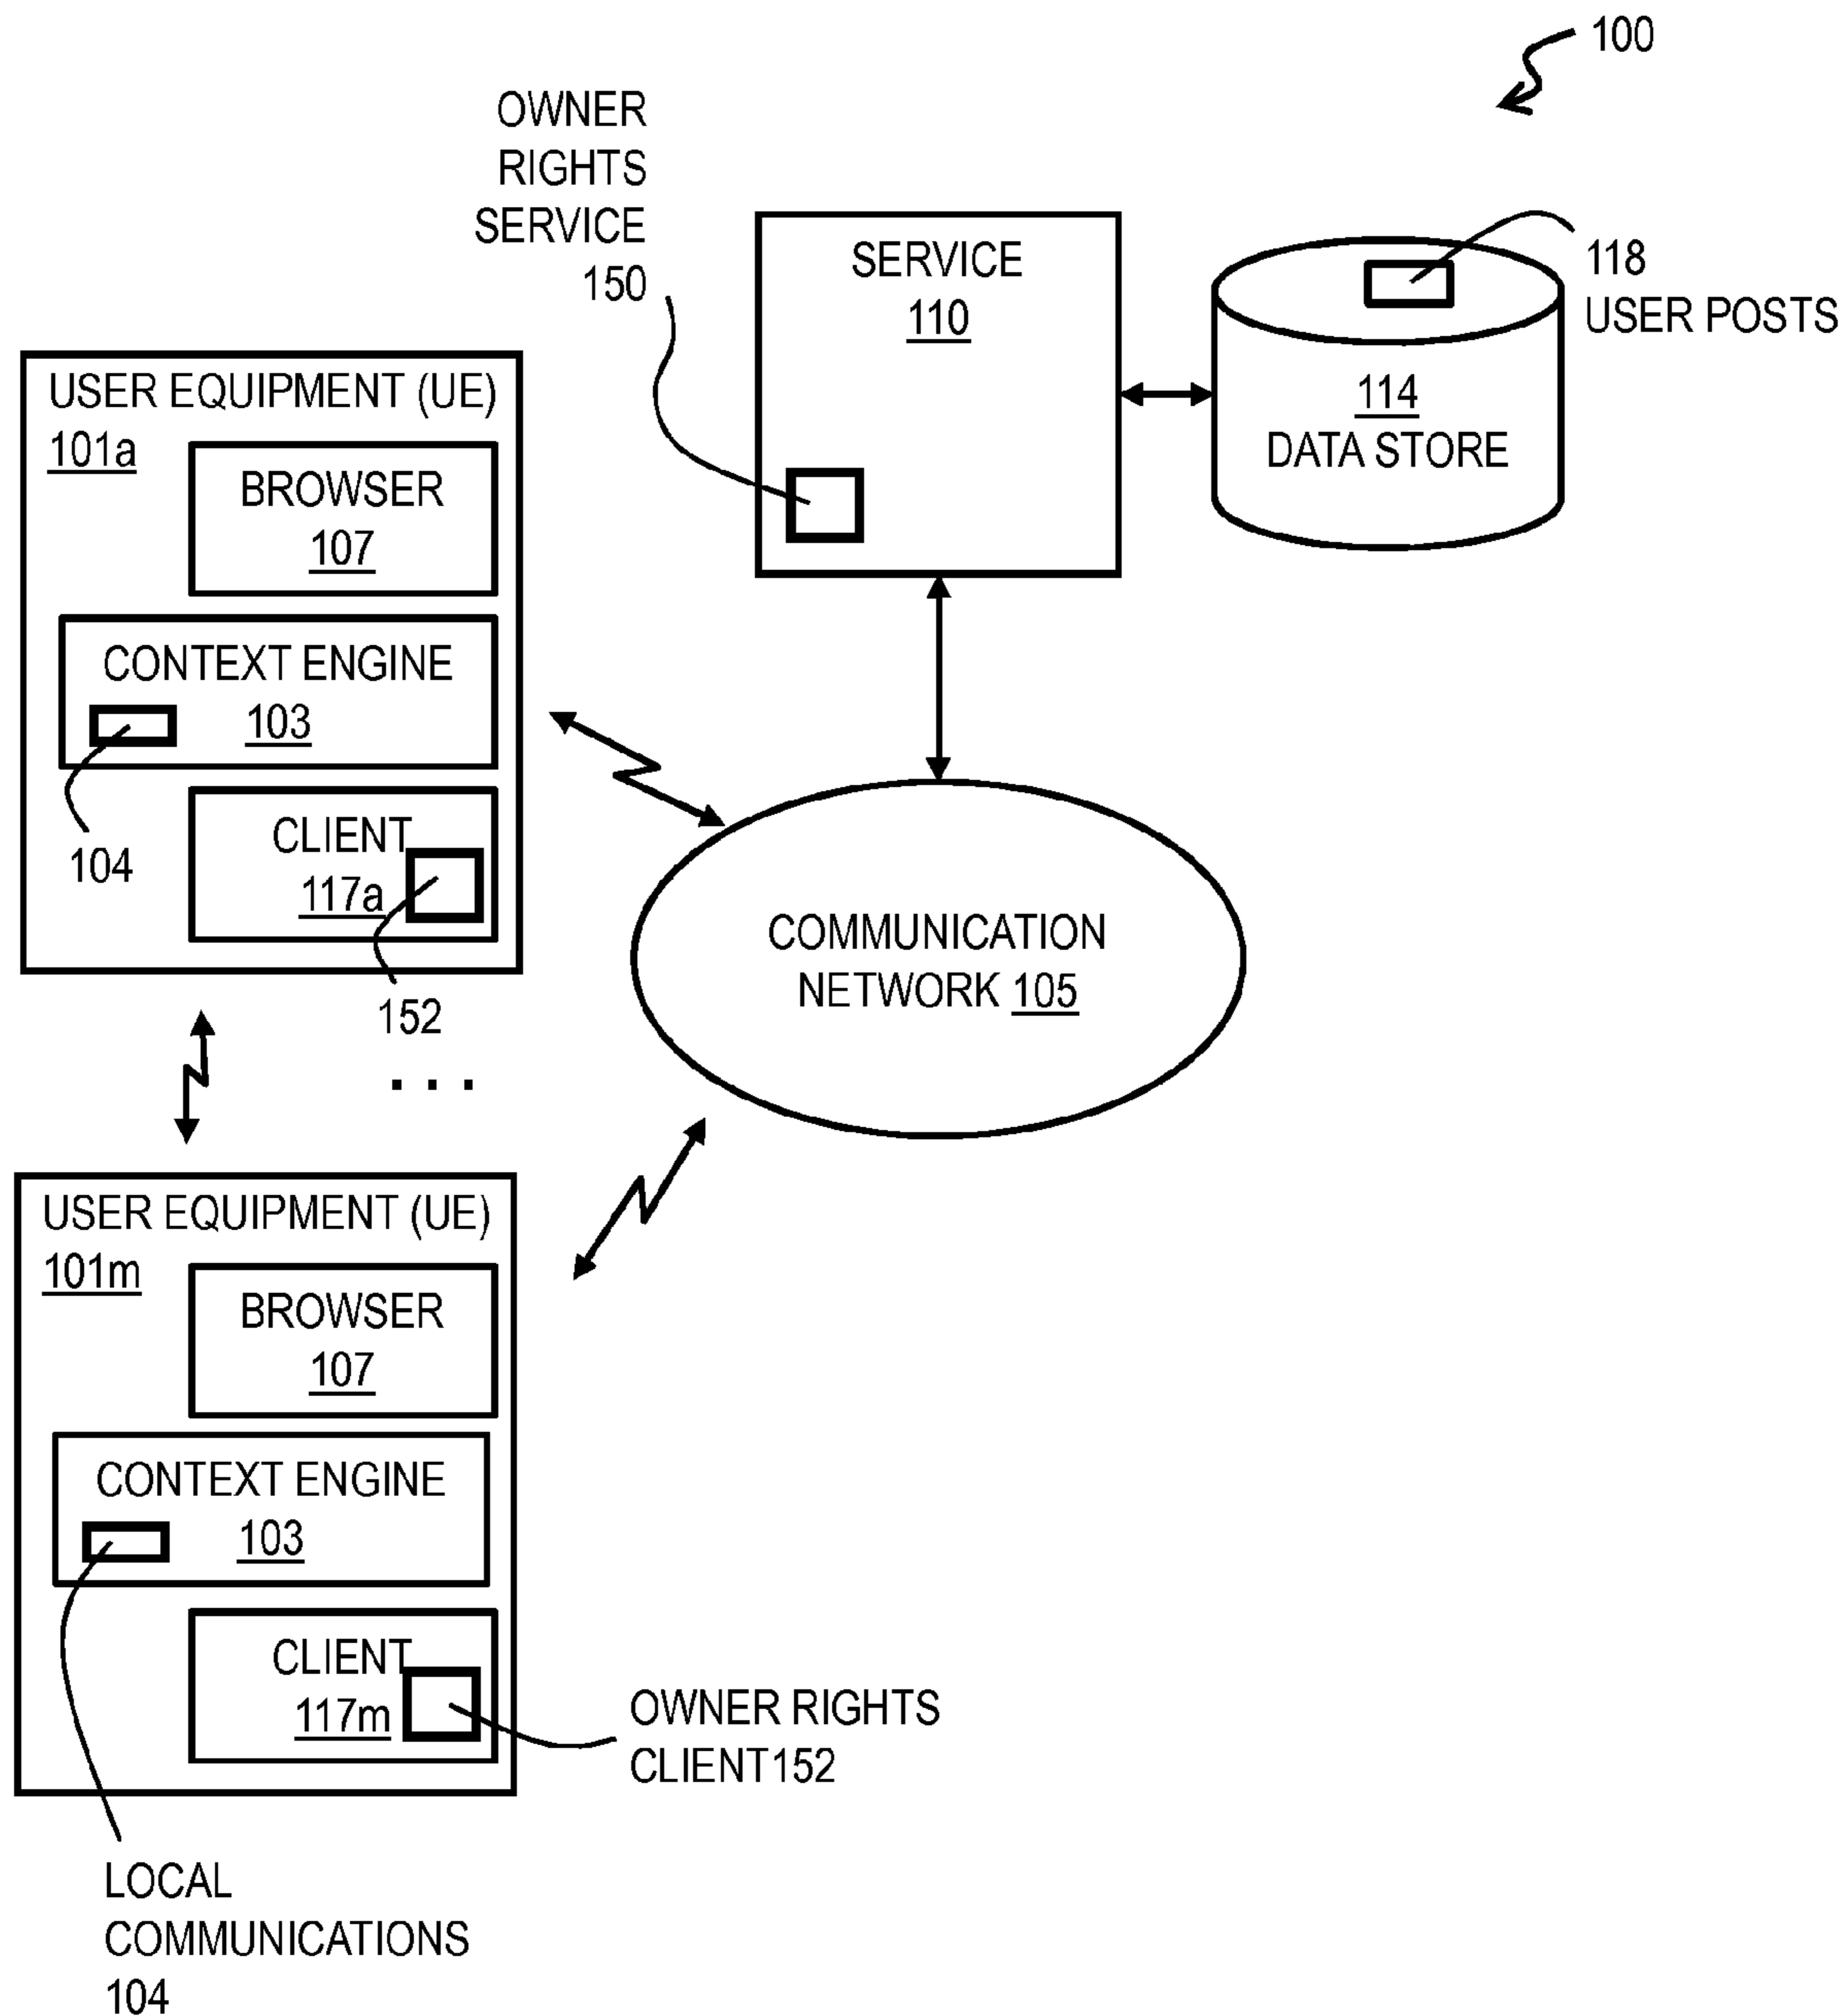 100
OWNER
RIGHTS
SERVICE
150
SERVICE
110
118
USER POSTS
114
DATA STORE
USER EQUIPMENT (UE)
101a
BROWSER
107
CONTEXT ENGINE
103
104
CLIENT
117a
152
COMMUNICATION
NETWORK 105
. . .
USER EQUIPMENT (UE)
101m
BROWSER
107
CONTEXT ENGINE
103
CLIENT
117m
OWNER RIGHTS
CLIENT152
LOCAL
COMMUNICATIONS
104